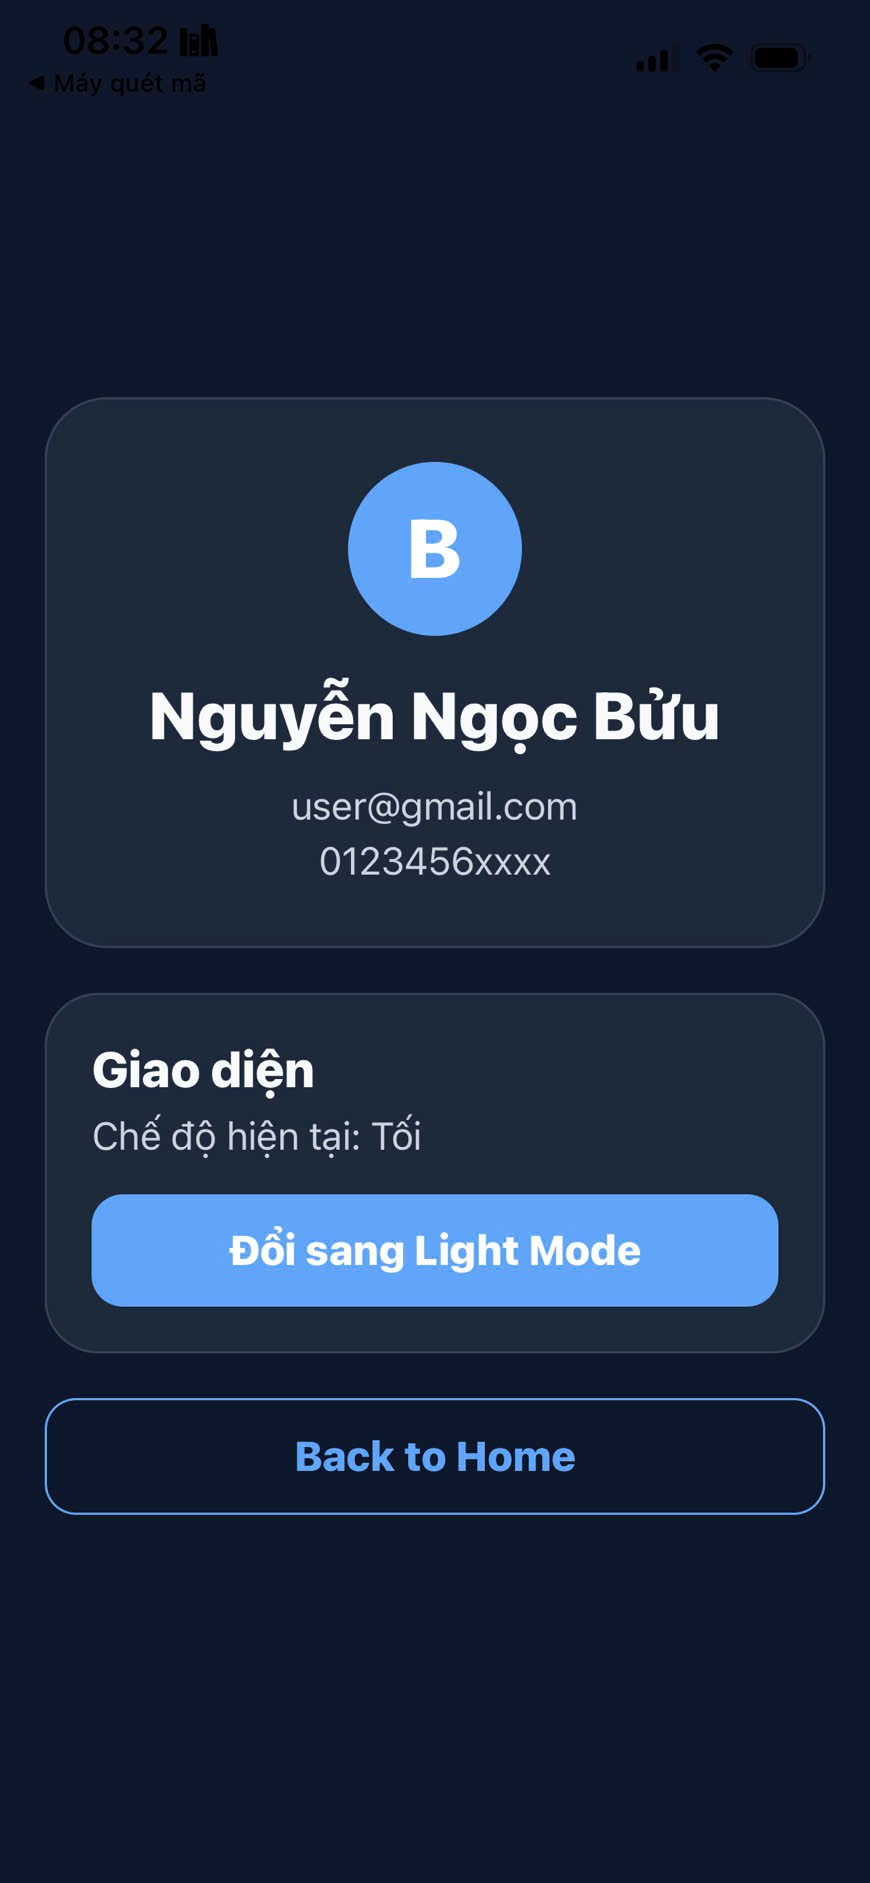 08:32
◀ Máy quét mã
B
Nguyễn Ngọc Bửu
user@gmail.com
0123456xxxx
Giao diện
Chế độ hiện tại: Tối
Đổi sang Light Mode
Back to Home